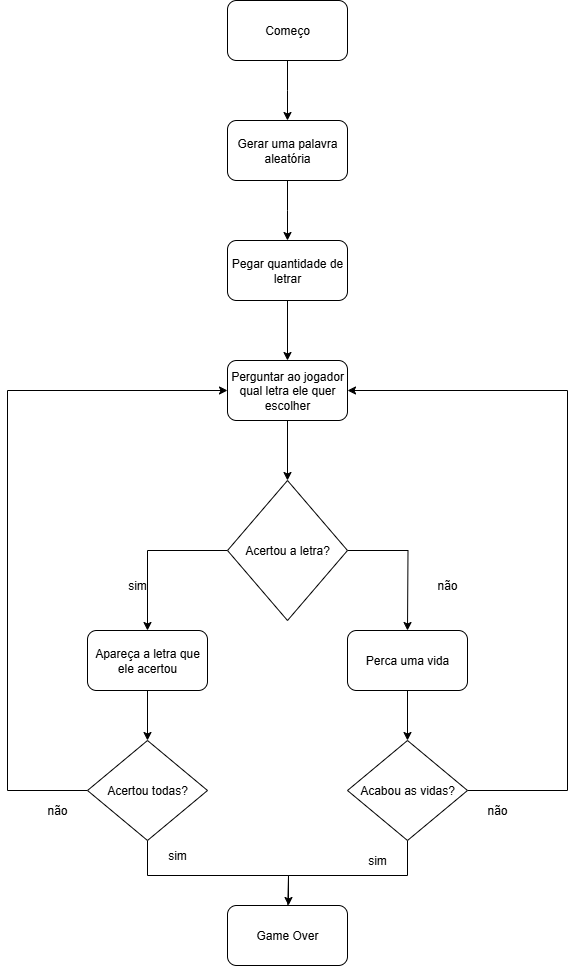 Começo
Gerar uma palavra
aleatória
Pegar quantidade de
letrar
Perguntar ao jogador
qual letra ele quer
escolher
Acertou a letra?
sim
não
Apareça a letra que
ele acertou
Perca uma vida
Acertou todas?
Acabou as vidas?
não
não
sim
sim
Game Over